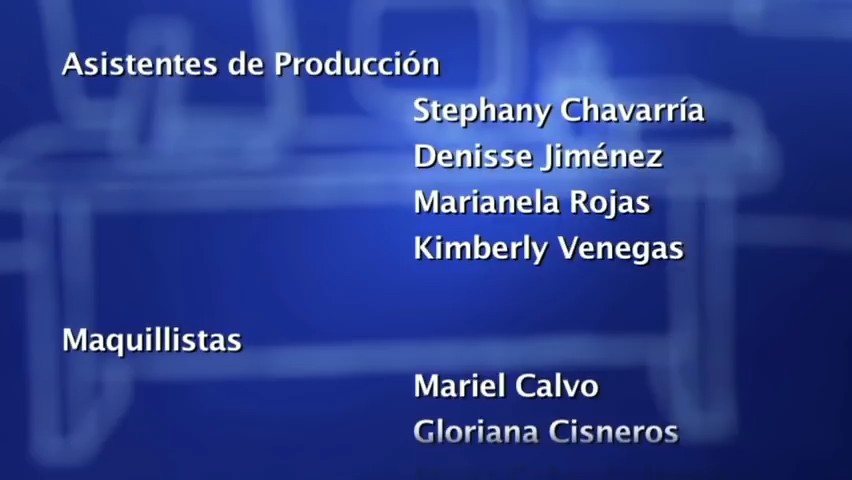 Asistentes de Producción
Stephany Chavarría
Denisse Jiménez
Marianela Rojas
Kimberly Venegas
Maquillistas
Mariel Calvo
Gloriana Cisneros